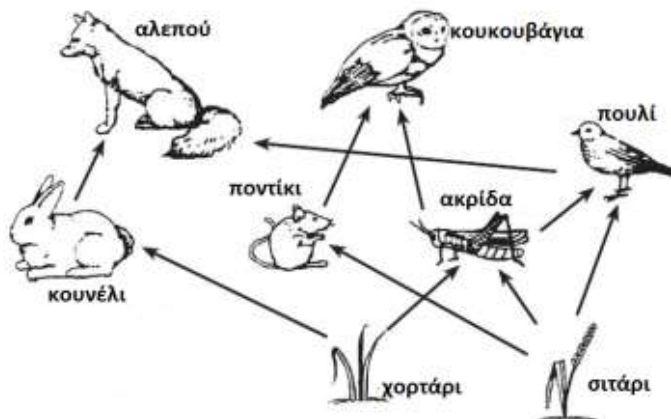 αλεπού
κουκουβάγια
πουλί
ποντίκι
ακρίδα
κουνέλι
χορτάρι
σιτάρι